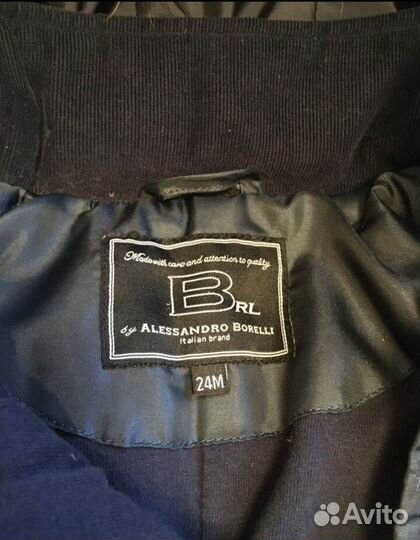 Made with care and attention to quality
BRL
by ALESSANDRO BORELLI
Italian brand
24M
Avito